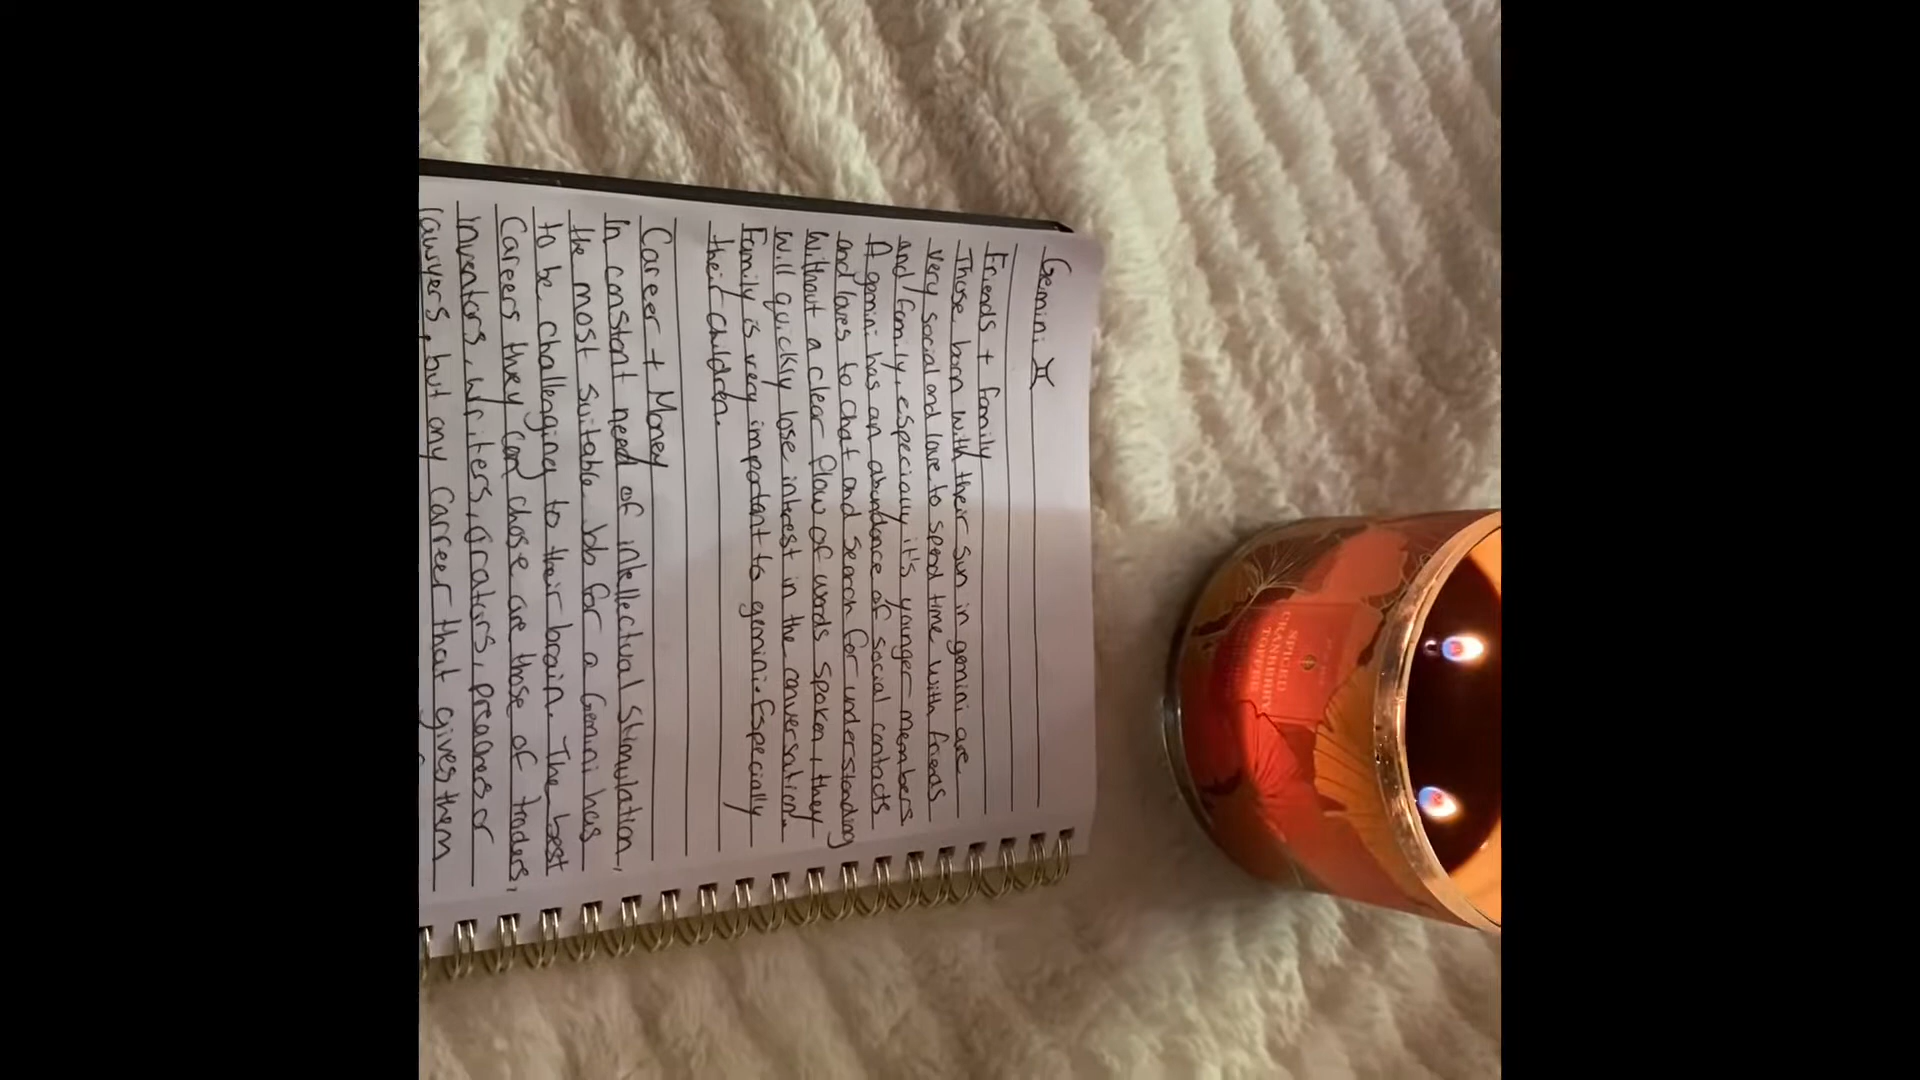 Gemini ♊
Friends + family
Those born with their sun in gemini are
very social and love to spend time with friends
and family, especially it's younger members
A gemini has an abundance of social contacts
and loves to chat and search for understanding
Without a clear flow of words spoken, they
will quickly lose interest in the conversation.
Family is very important to gemini. Especially
their children.
Career + Money
In constant need of intellectual stimulation,
the most suitable job for a Gemini has
to be challenging to their brain. The best
Careers they can chose are those of traders,
inventors, writers, orators, preachers or
lawyers, but any career that gives them
SPICED
CRANBERRY
TODDIE